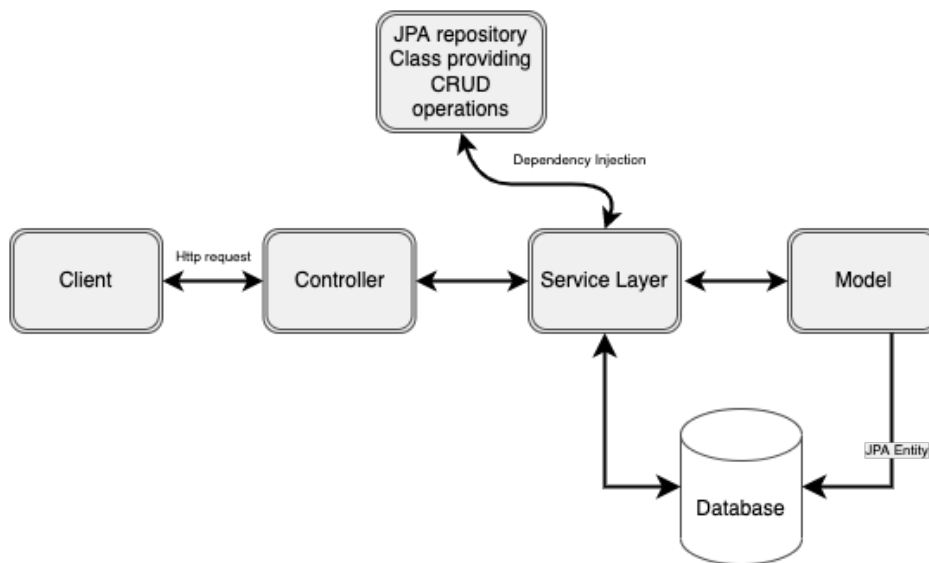 JPA repository
Class providing
CRUD
operations
Dependency Injection
Client
Http request
Controller
Service Layer
Model
JPA Entity
Database